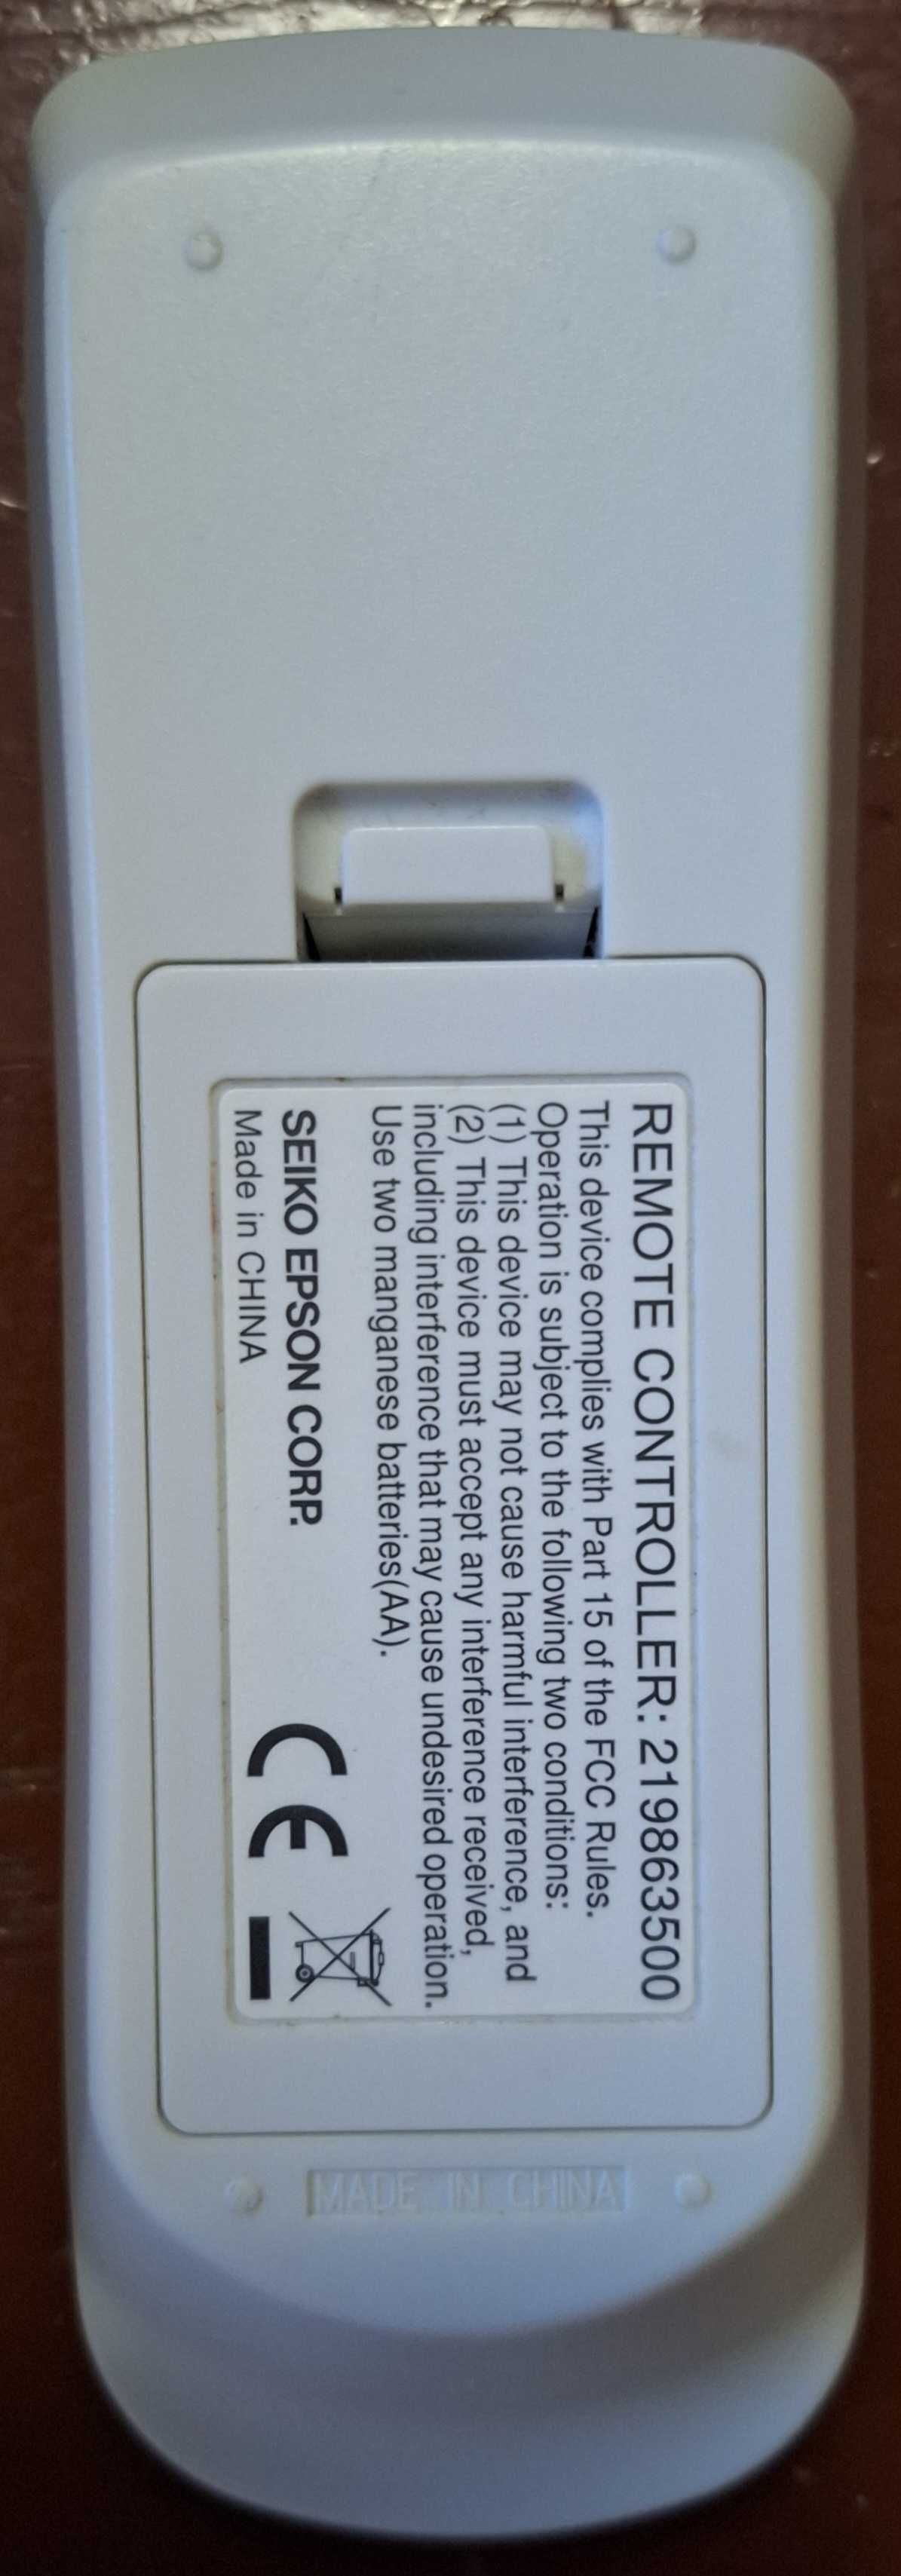 REMOTE CONTROLLER: 219863500
This device complies with Part 15 of the FCC Rules.
Operation is subject to the following two conditions:
(1) This device may not cause harmful interference, and
(2) This device must accept any interference received,
including interference that may cause undesired operation.
Use two manganese batteries(AA).
SEIKO EPSON CORP.
Made in CHINA
CE
MADE IN CHINA